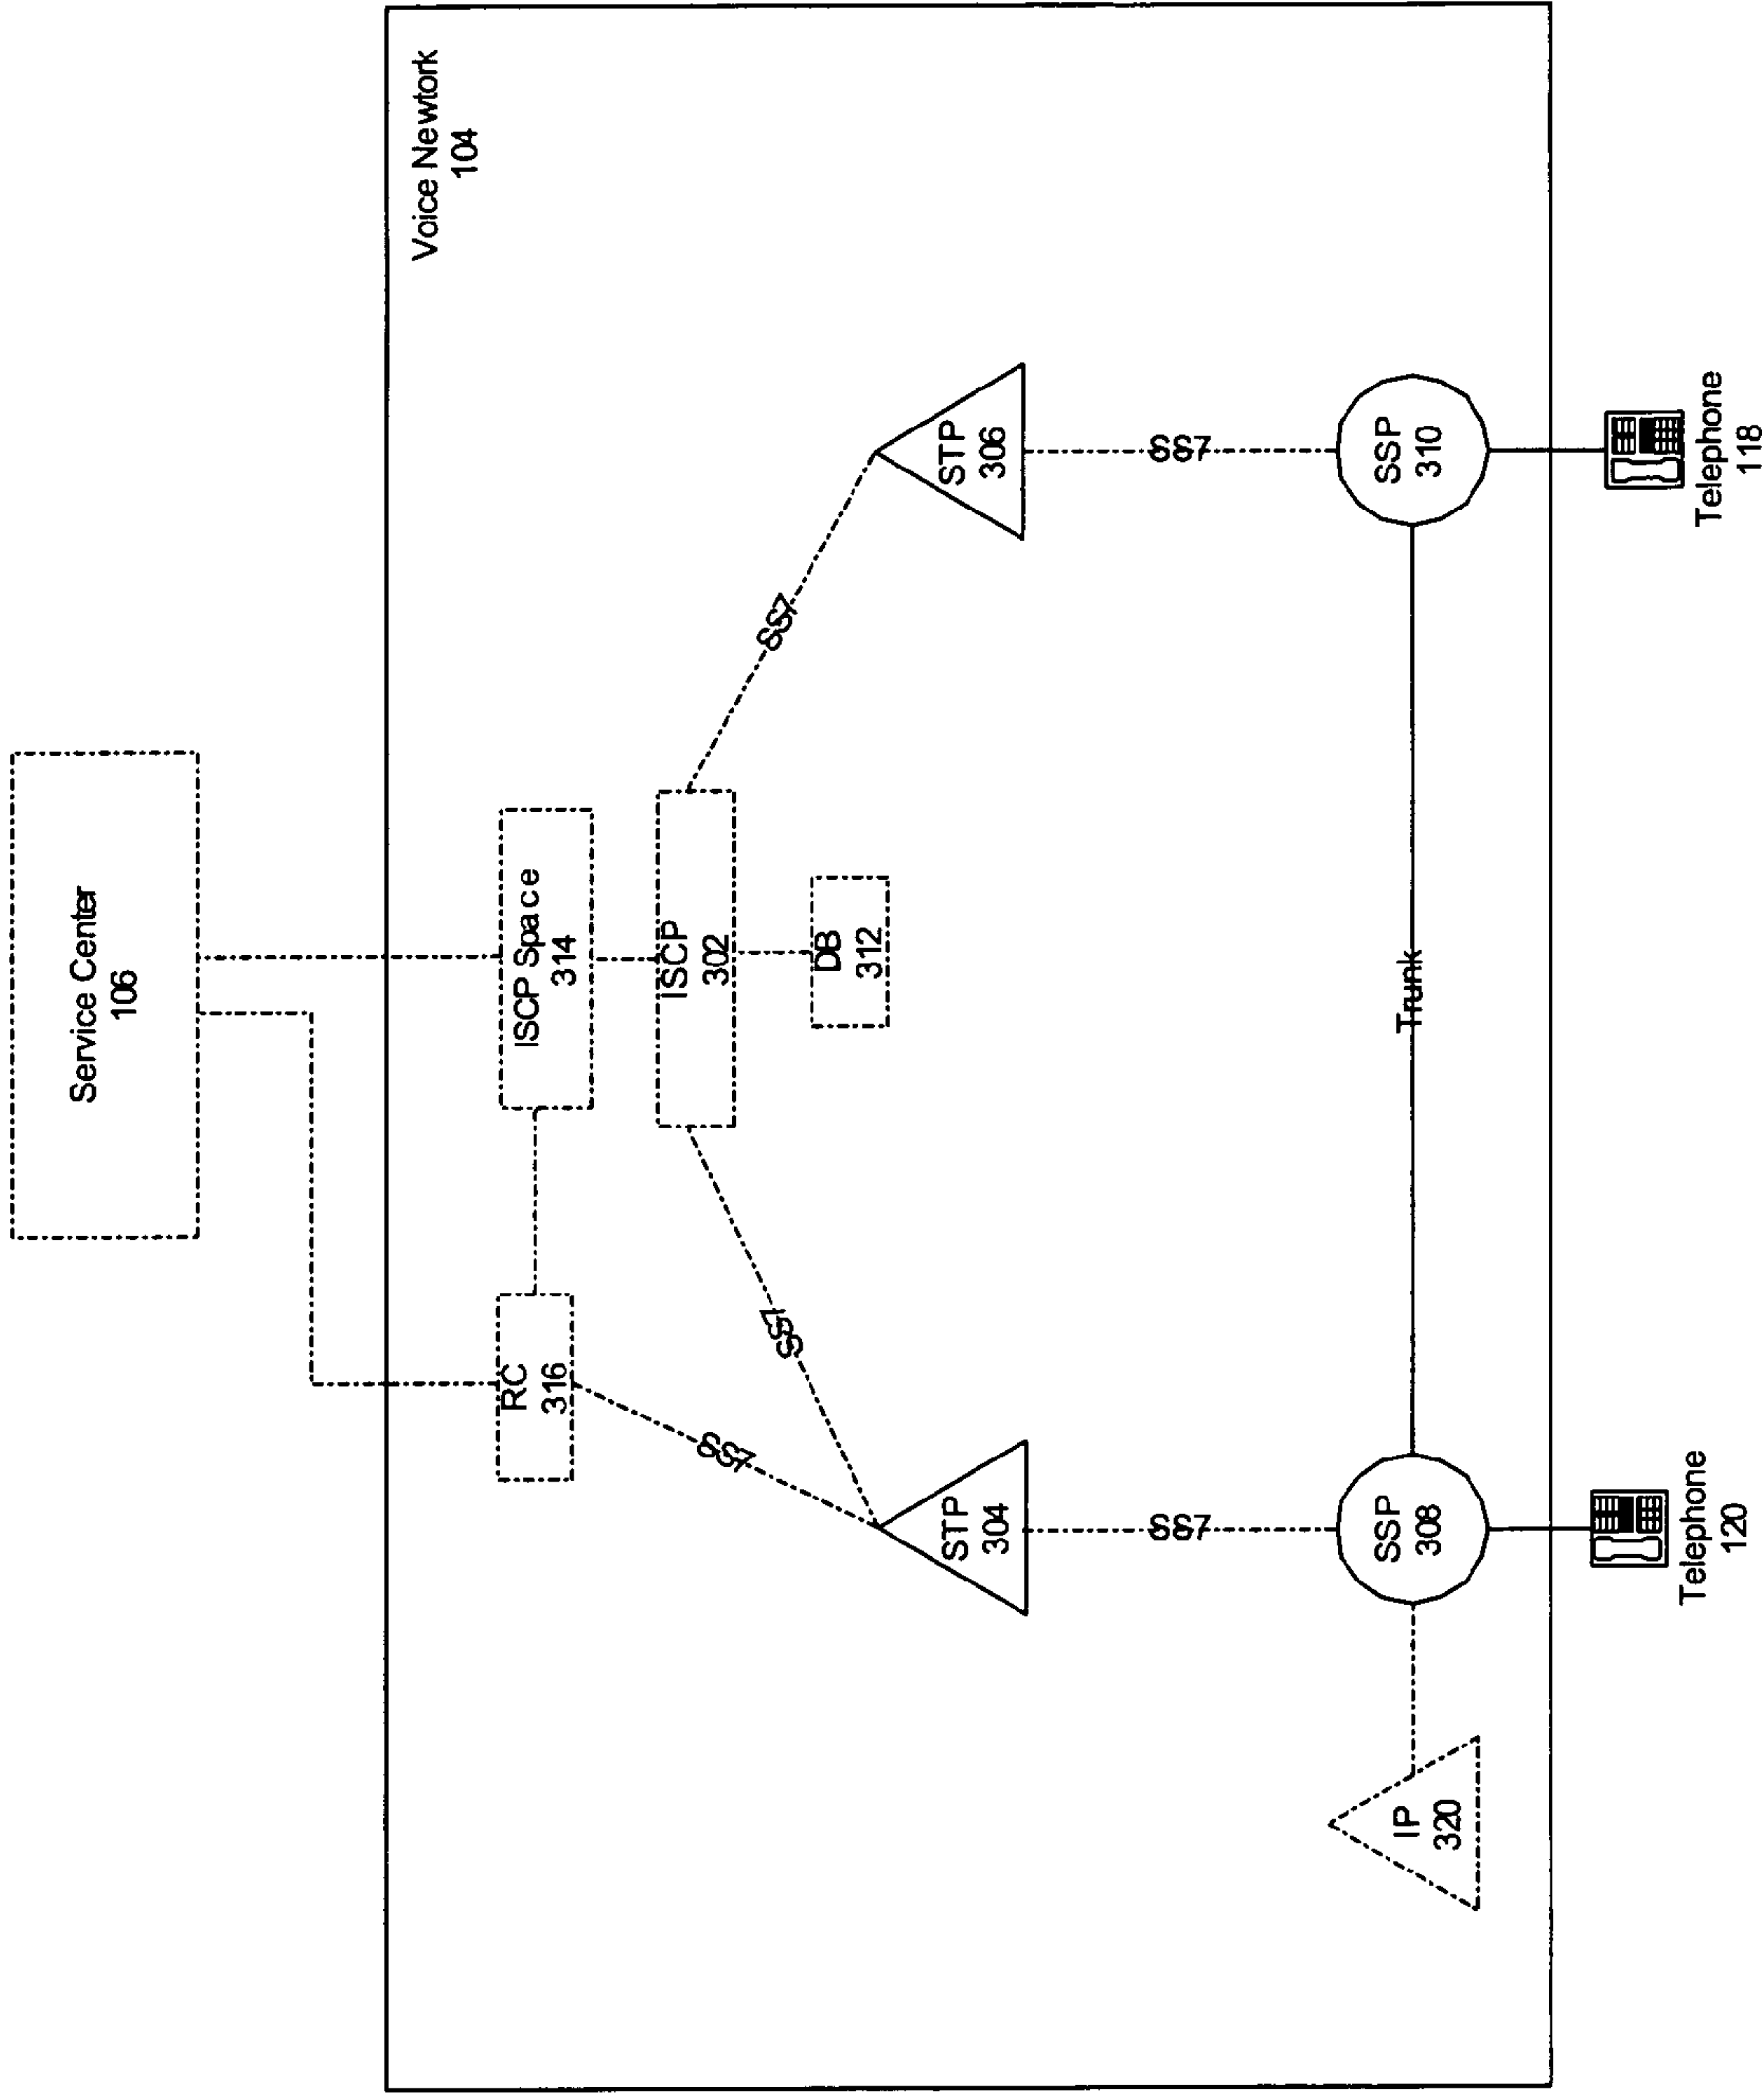 Service Center
106
Voice Newtork
104
ISCP Space
314
RC
316
ISCP
302
DB
312
SS7
SS7
SS7
STP
304
STP
306
SS7
SS7
IP
320
SSP
308
Trunk
SSP
310
Telephone
120
Telephone
118